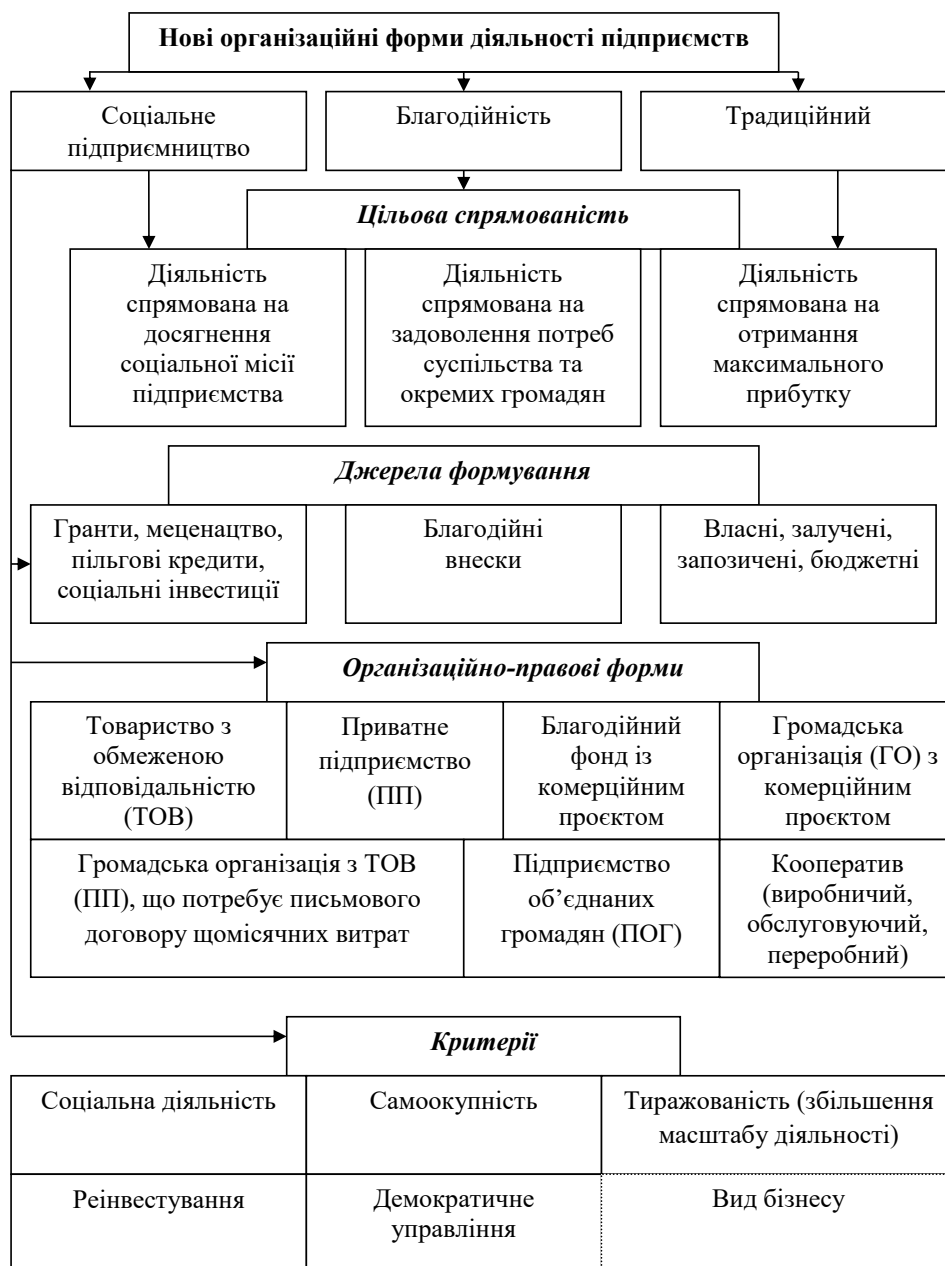 Нові організаційні форми діяльності підприємств
Соціальне
підприємництво
Благодійність
Традиційний
Цільова спрямованість
Діяльність
спрямована на
досягнення
соціальної місії
підприємства
Діяльність
спрямована на
задоволення потреб
суспільства та
окремих громадян
Діяльність
спрямована на
отримання
максимального
прибутку
Джерела формування
Гранти, меценацтво,
пільгові кредити,
соціальні інвестиції
Благодійні
внески
Власні, залучені,
запозичені, бюджетні
Організаційно-правові форми
Товариство з
обмеженою
відповідальністю
(ТОВ)
Приватне
підприємство
(ПП)
Благодійний
фонд із
комерційним
проєктом
Громадська
організація (ГО) з
комерційним
проєктом
Громадська організація з ТОВ
(ПП), що потребує письмового
договору щомісячних витрат
Підприємство
об’єднаних
громадян (ПОГ)
Кооператив
(виробничий,
обслуговуючий,
переробний)
Критерії
Соціальна діяльність
Самоокупність
Тиражованість (збільшення
масштабу діяльності)
Реінвестування
Демократичне
управління
Вид бізнесу